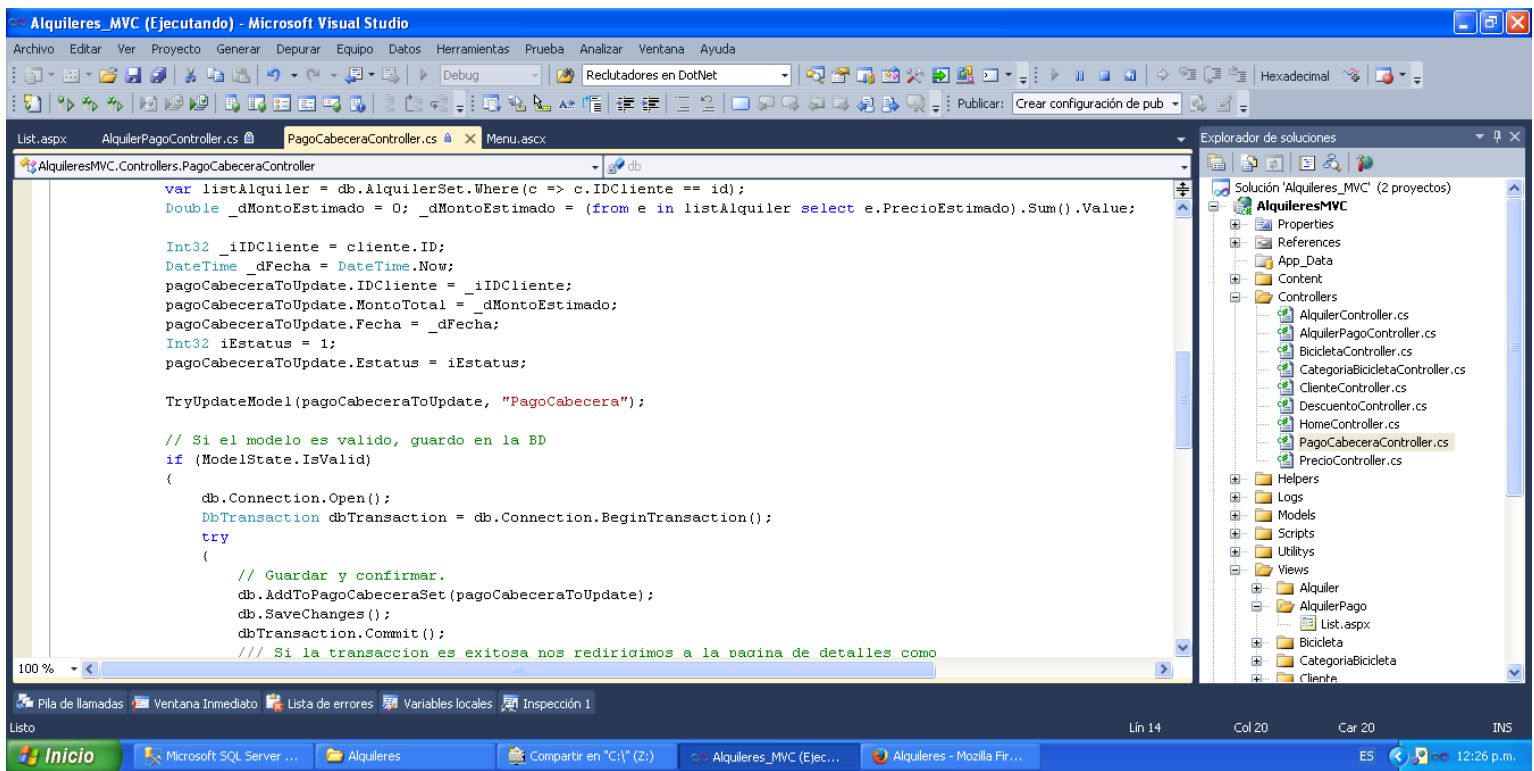 Alquileres_MVC (Ejecutando) - Microsoft Visual Studio
Archivo Editar Ver Proyecto Generar Depurar Equipo Datos Herramientas Prueba Analizar Ventana Ayuda
Debug Reclutadores en DotNet Hexadecimal
Publicar: Crear configuración de pub
List.aspx AlquilerPagoController.cs PagoCabeceraController.cs Menu.ascx
AlquileresMVC.Controllers.PagoCabeceraController db
var listAlquiler = db.AlquilerSet.Where(c => c.IDCliente == id);
Double _dMontoEstimado = 0; _dMontoEstimado = (from e in listAlquiler select e.PrecioEstimado).Sum().Value;
Int32 _iIDCliente = cliente.ID;
DateTime _dFecha = DateTime.Now;
pagoCabeceraToUpdate.IDCliente = _iIDCliente;
pagoCabeceraToUpdate.MontoTotal = _dMontoEstimado;
pagoCabeceraToUpdate.Fecha = _dFecha;
Int32 iEstatus = 1;
pagoCabeceraToUpdate.Estatus = iEstatus;
TryUpdateModel(pagoCabeceraToUpdate, "PagoCabecera");
// Si el modelo es valido, guardo en la BD
if (ModelState.IsValid)
{
db.Connection.Open();
DbTransaction dbTransaction = db.Connection.BeginTransaction();
try
{
// Guardar y confirmar.
db.AddToPagoCabeceraSet(pagoCabeceraToUpdate);
db.SaveChanges();
dbTransaction.Commit();
/// Si la transaccion es exitosa nos redirigimos a la pagina de detalles como
100 %
Explorador de soluciones
Solución 'Alquileres_MVC' (2 proyectos)
AlquileresMVC
Properties
References
App_Data
Content
Controllers
AlquilerController.cs
AlquilerPagoController.cs
BicicletaController.cs
CategoriaBicicletaController.cs
ClienteController.cs
DescuentoController.cs
HomeController.cs
PagoCabeceraController.cs
PrecioController.cs
Helpers
Logs
Models
Scripts
Utilitys
Views
Alquiler
AlquilerPago
List.aspx
Bicicleta
CategoriaBicicleta
Cliente
Pila de llamadas Ventana Inmediato Lista de errores Variables locales Inspección 1
Listo Lín 14 Col 20 Car 20 INS
Inicio Microsoft SQL Server ... Alquileres Compartir en "C:\" (Z:) Alquileres_MVC (Ejec... Alquileres - Mozilla Fir... ES 12:26 p.m.